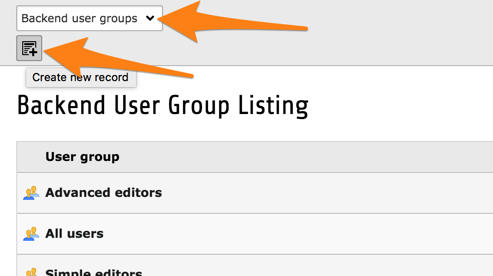 Backend user groups
Create new record
Backend User Group Listing
User group
Advanced editors
All users
Simple editors